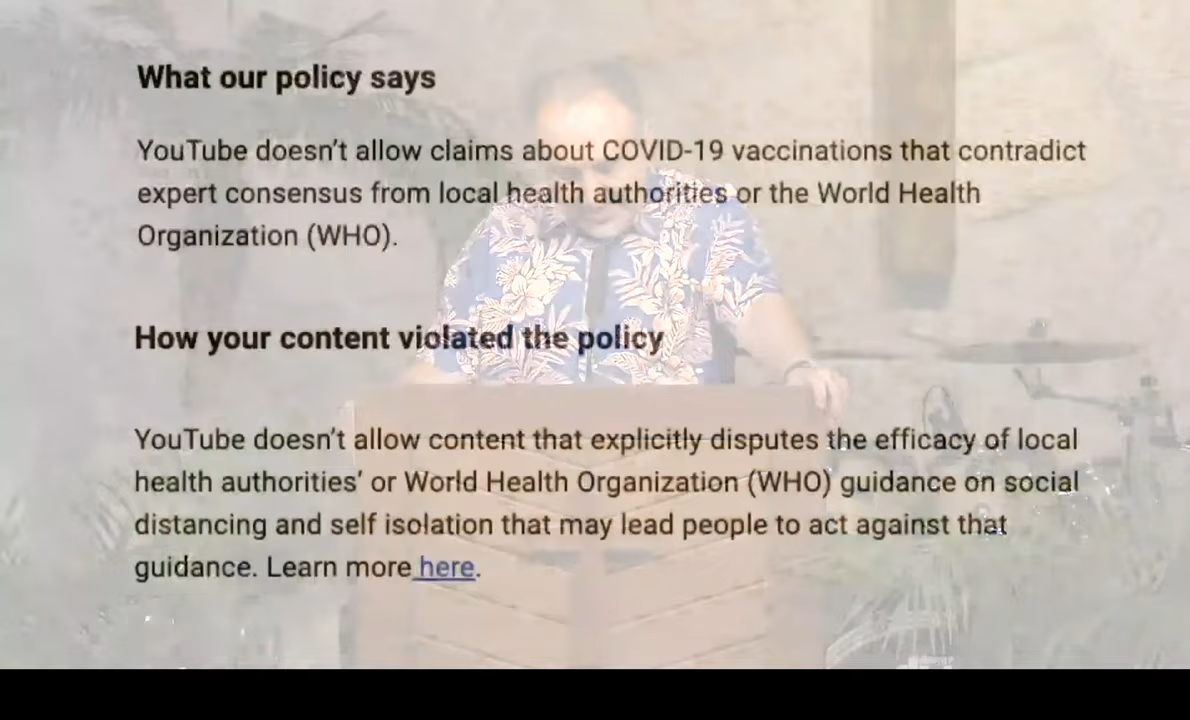 What our policy says
YouTube doesn't allow claims about COVID-19 vaccinations that contradict
expert consensus from local health authorities or the World Health
Organization (WHO).
How your content violated the policy
YouTube doesn't allow content that explicitly disputes the efficacy of local
health authorities' or World Health Organization (WHO) guidance on social
distancing and self isolation that may lead people to act against that
guidance. Learn more here.